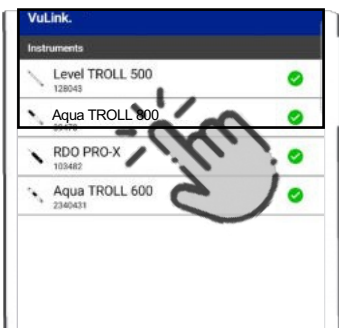 VuLink.
Instruments
Level TROLL 500
128043
Aqua TROLL 800
RDO PRO-X
103482
Aqua TROLL 600
2340431